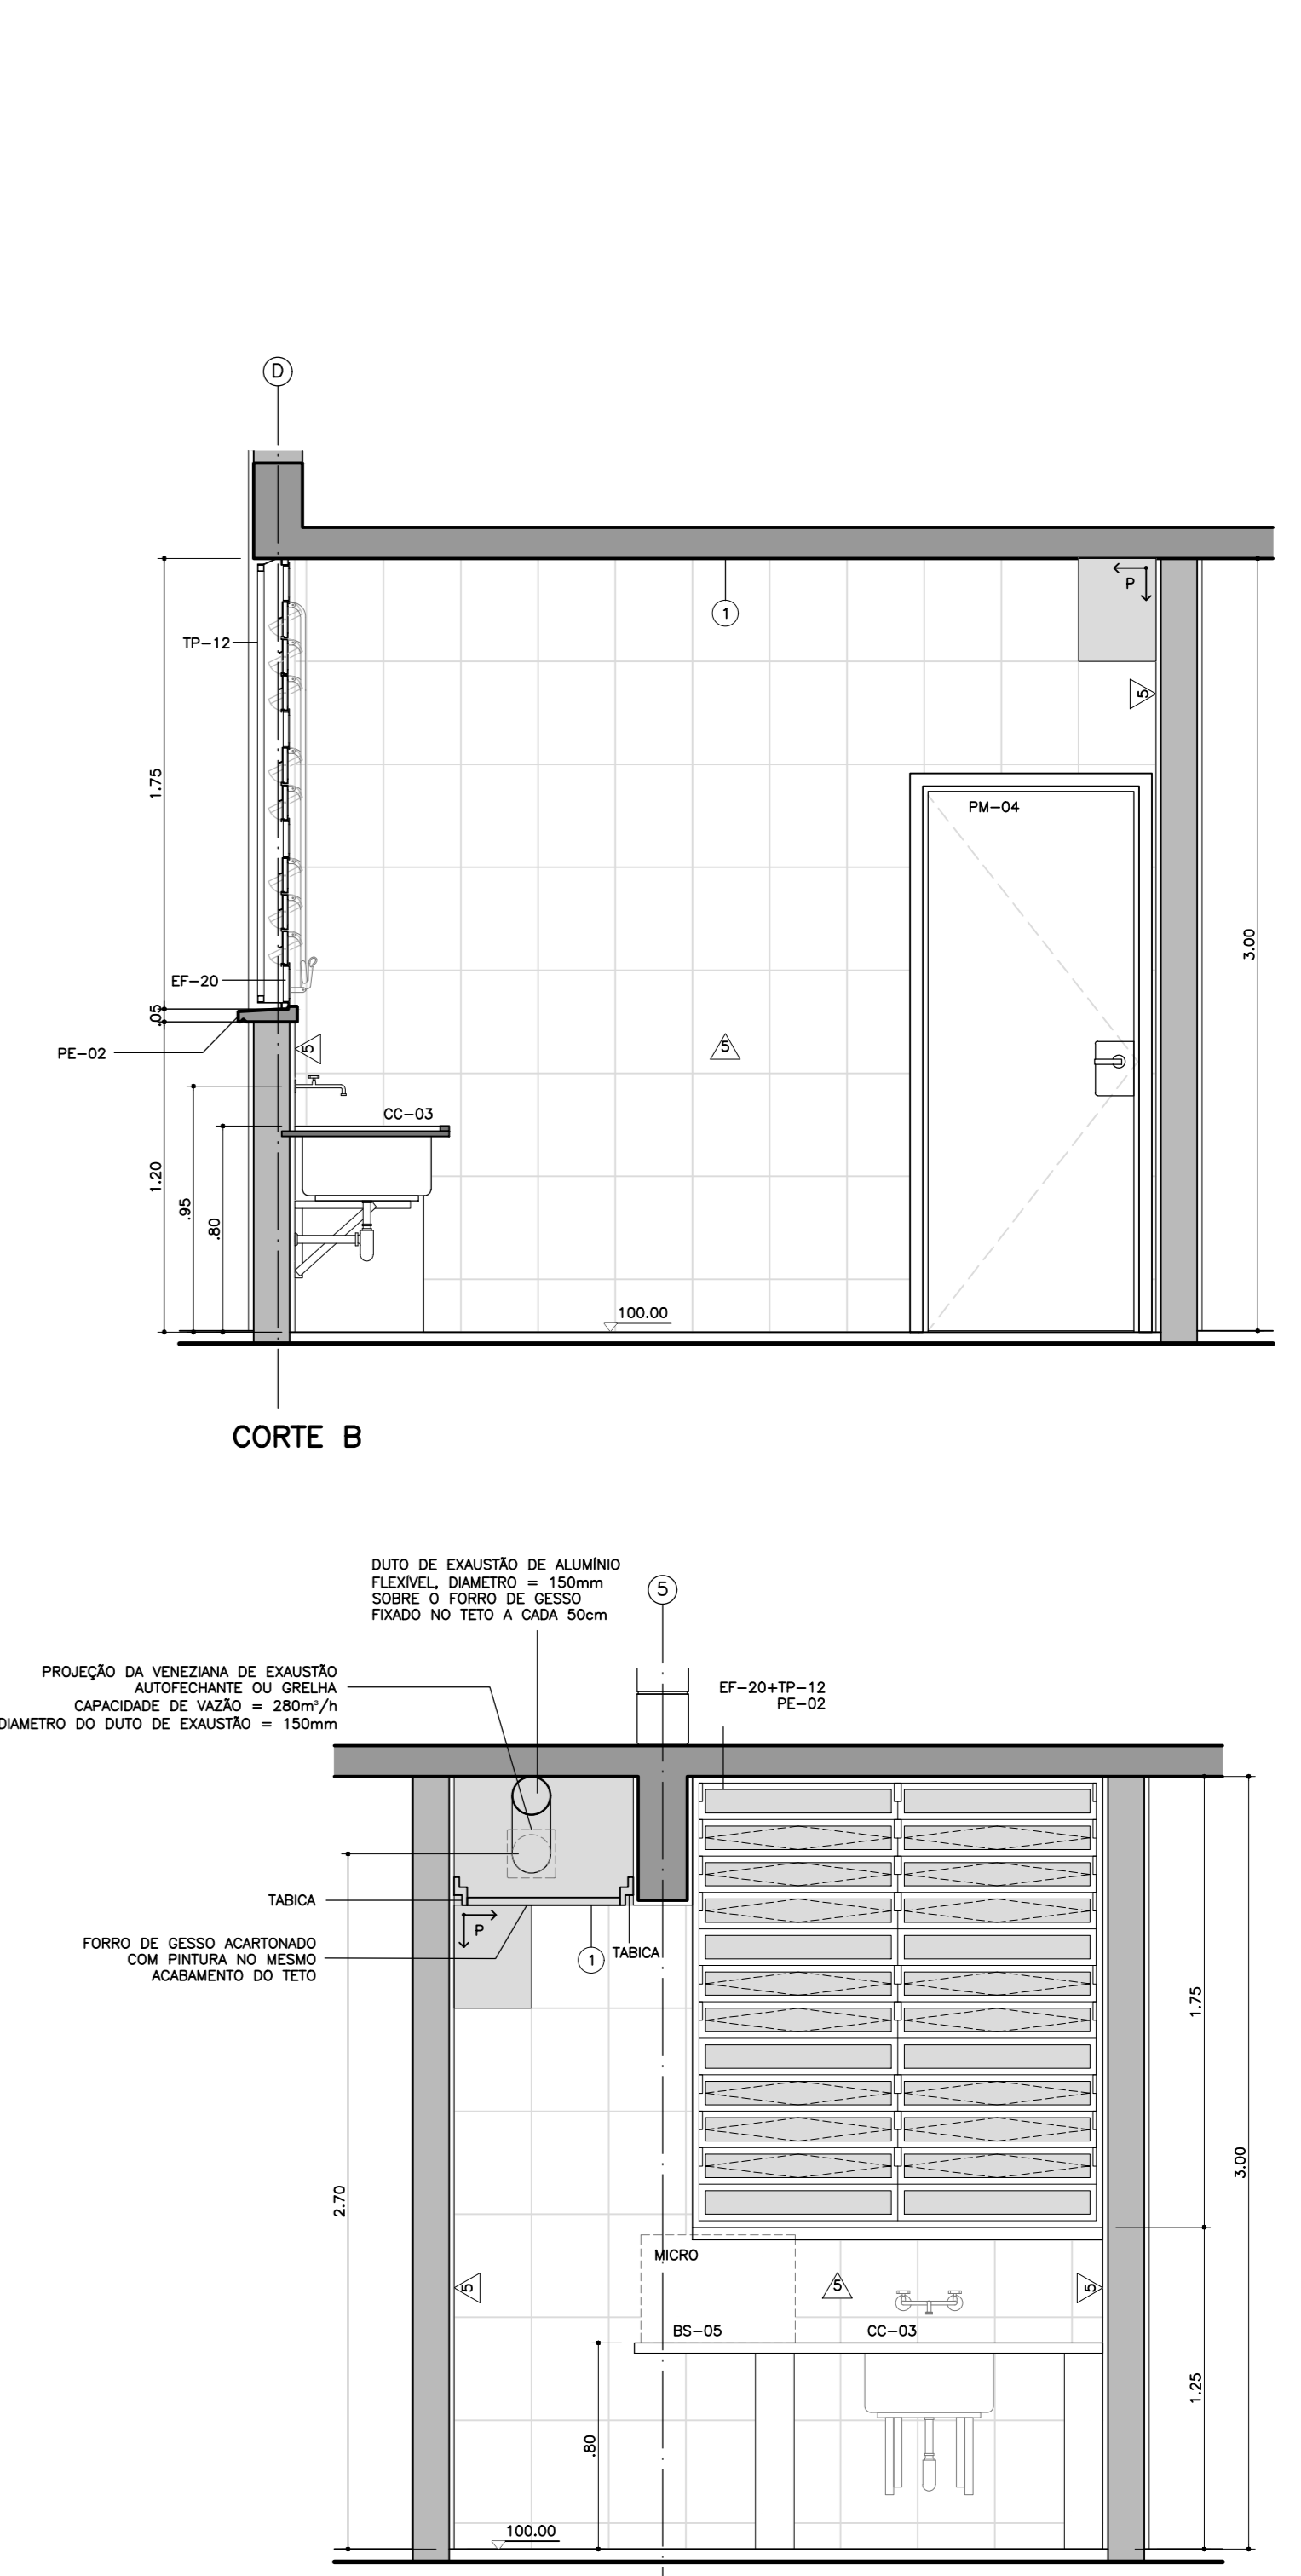 D
TP-12
1
P
5
1.75
PM-04
3.00
EF-20
.05
PE-02
5
5
CC-03
1.20
.95
.80
100.00
CORTE B
DUTO DE EXAUSTÃO DE ALUMÍNIO
FLEXÍVEL, DIAMETRO = 150mm
SOBRE O FORRO DE GESSO
FIXADO NO TETO A CADA 50cm
5
PROJEÇÃO DA VENEZIANA DE EXAUSTÃO
AUTOFECHANTE OU GRELHA
CAPACIDADE DE VAZÃO = 280m³/h
DIAMETRO DO DUTO DE EXAUSTÃO = 150mm
EF-20+TP-12
PE-02
TABICA
P
FORRO DE GESSO ACARTONADO
COM PINTURA NO MESMO
ACABAMENTO DO TETO
1
TABICA
1.75
2.70
3.00
MICRO
5
5
5
BS-05
CC-03
1.25
.80
100.00